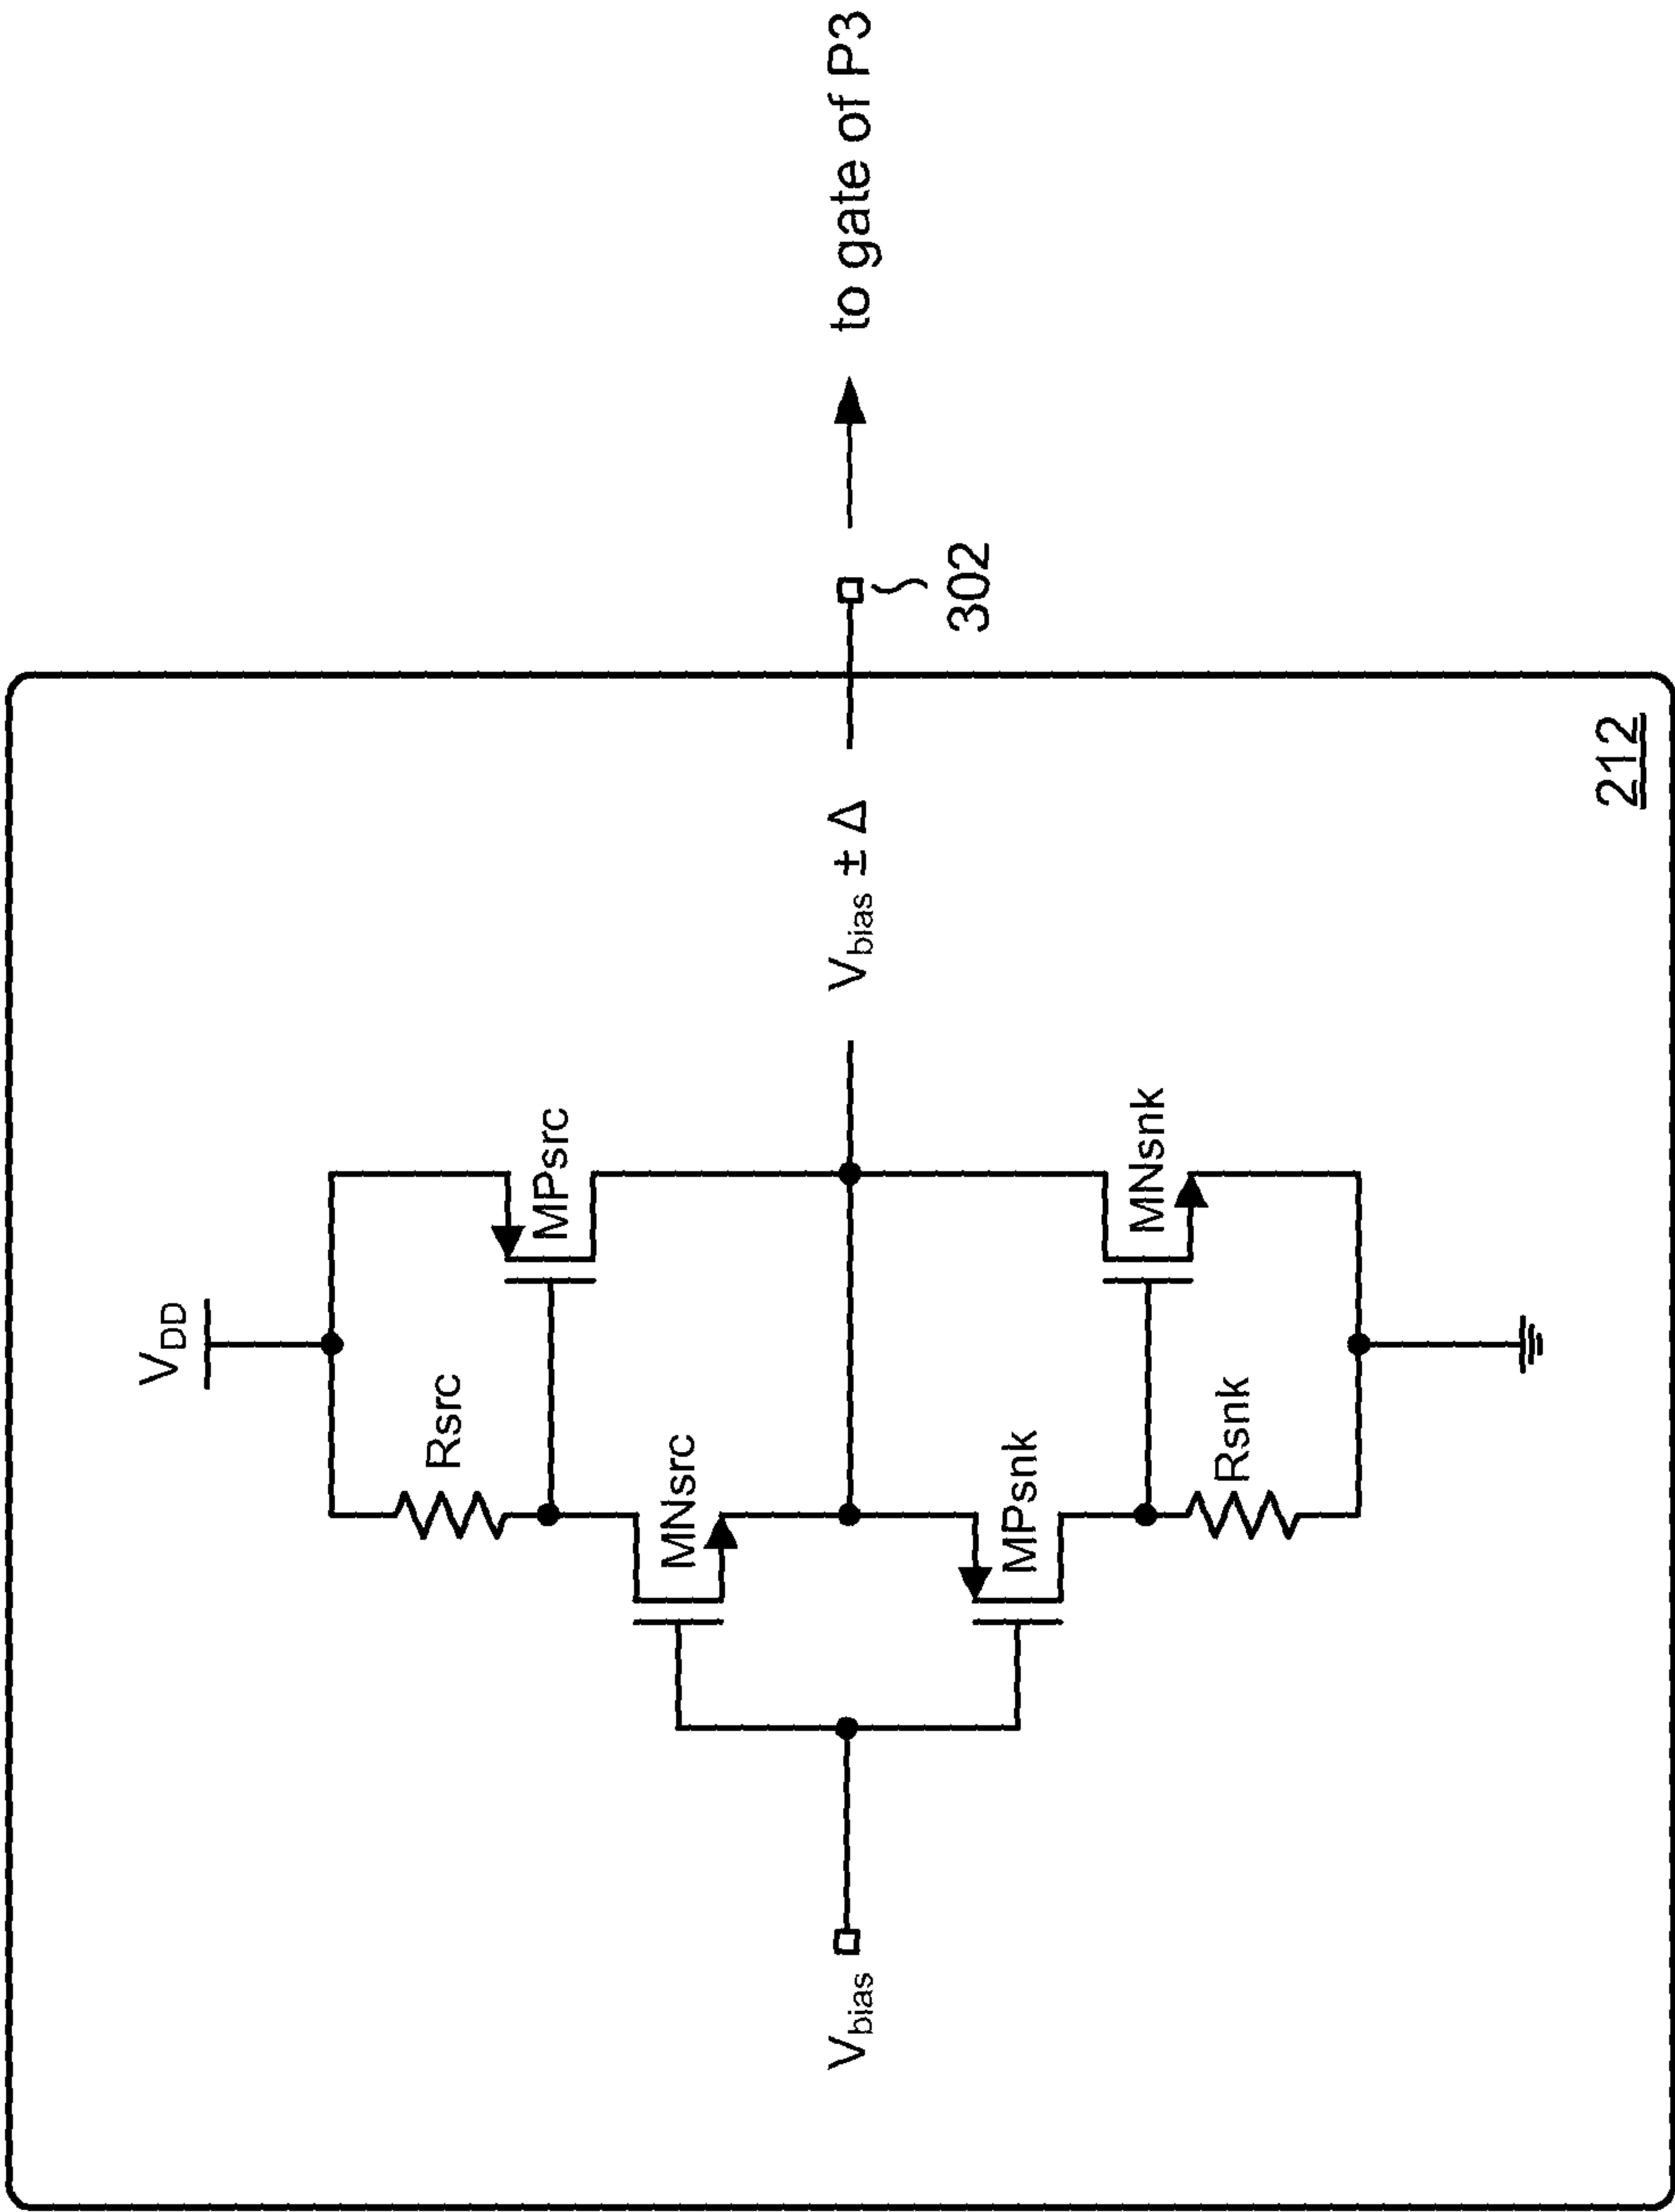 V_DD
Rsrc
MPsrc
MNsrc
V_bias
V_bias ± Δ
to gate of P3
302
MPsnk
MNsnk
Rsnk
212